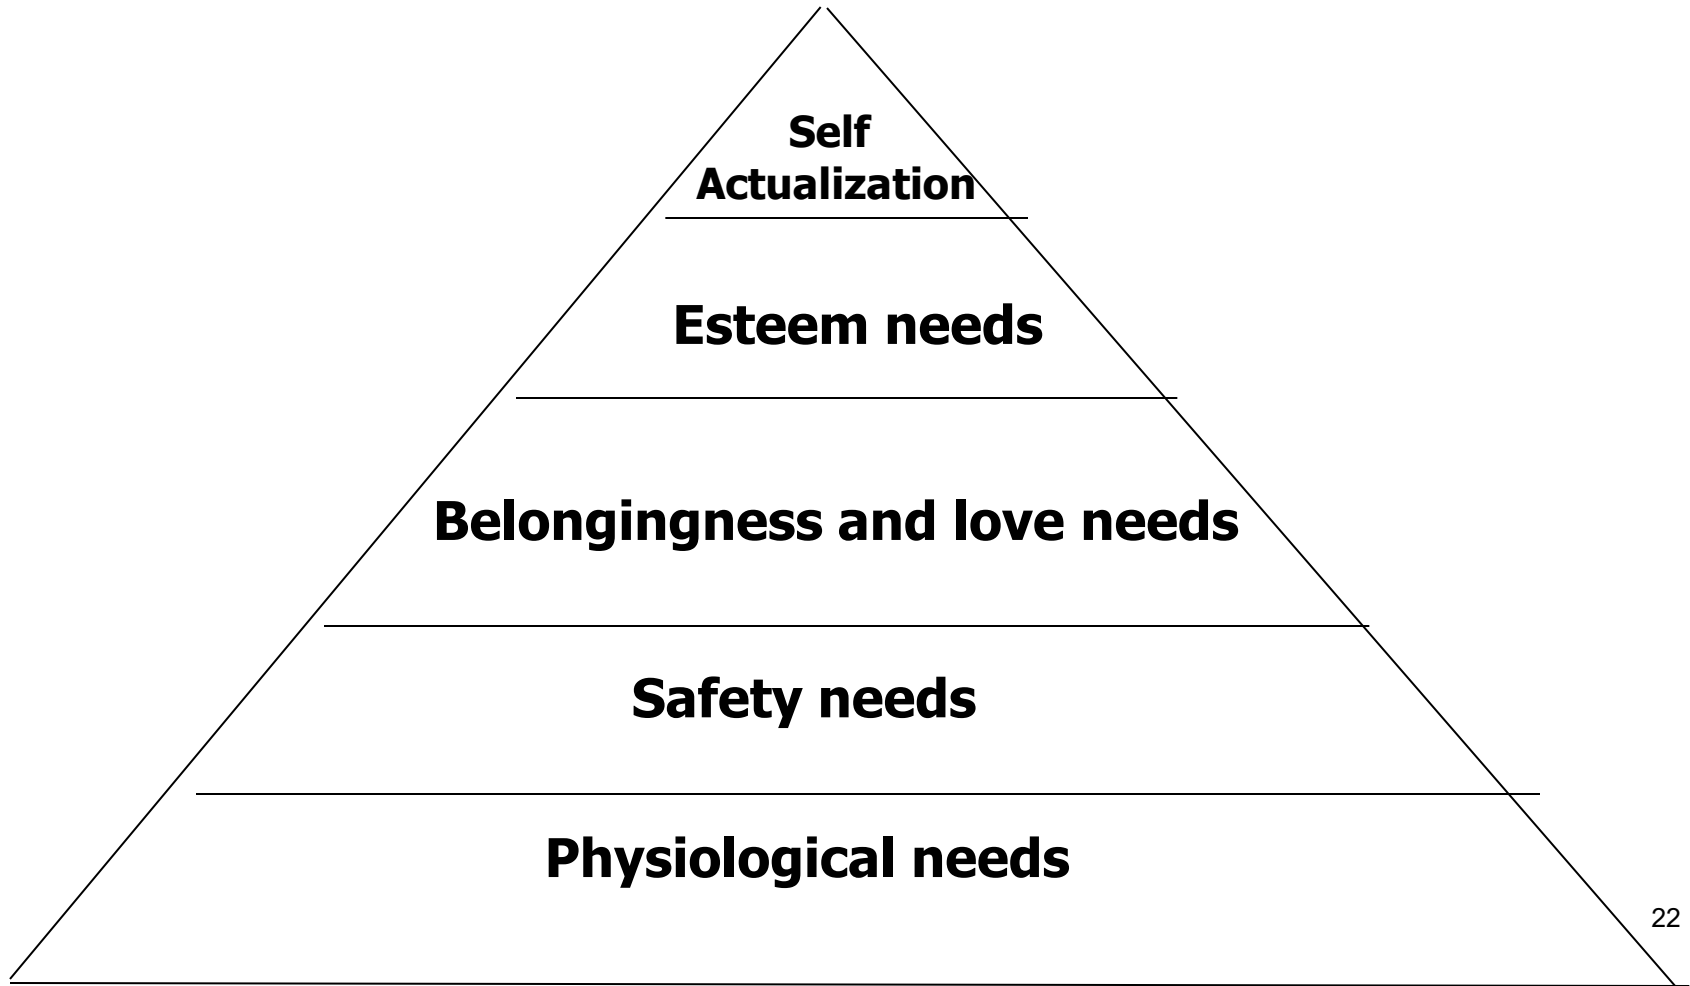 Self
Actualization
Esteem needs
Belongingness and love needs
Safety needs
Physiological needs
22